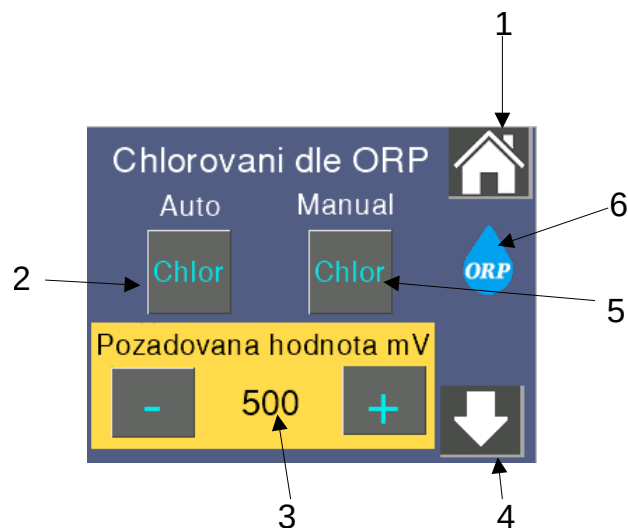 1
Chlorovani dle ORP
Auto Manual
6
Chlor Chlor
ORP
2
5
Pozadovana hodnota mV
- 500 +
3
4